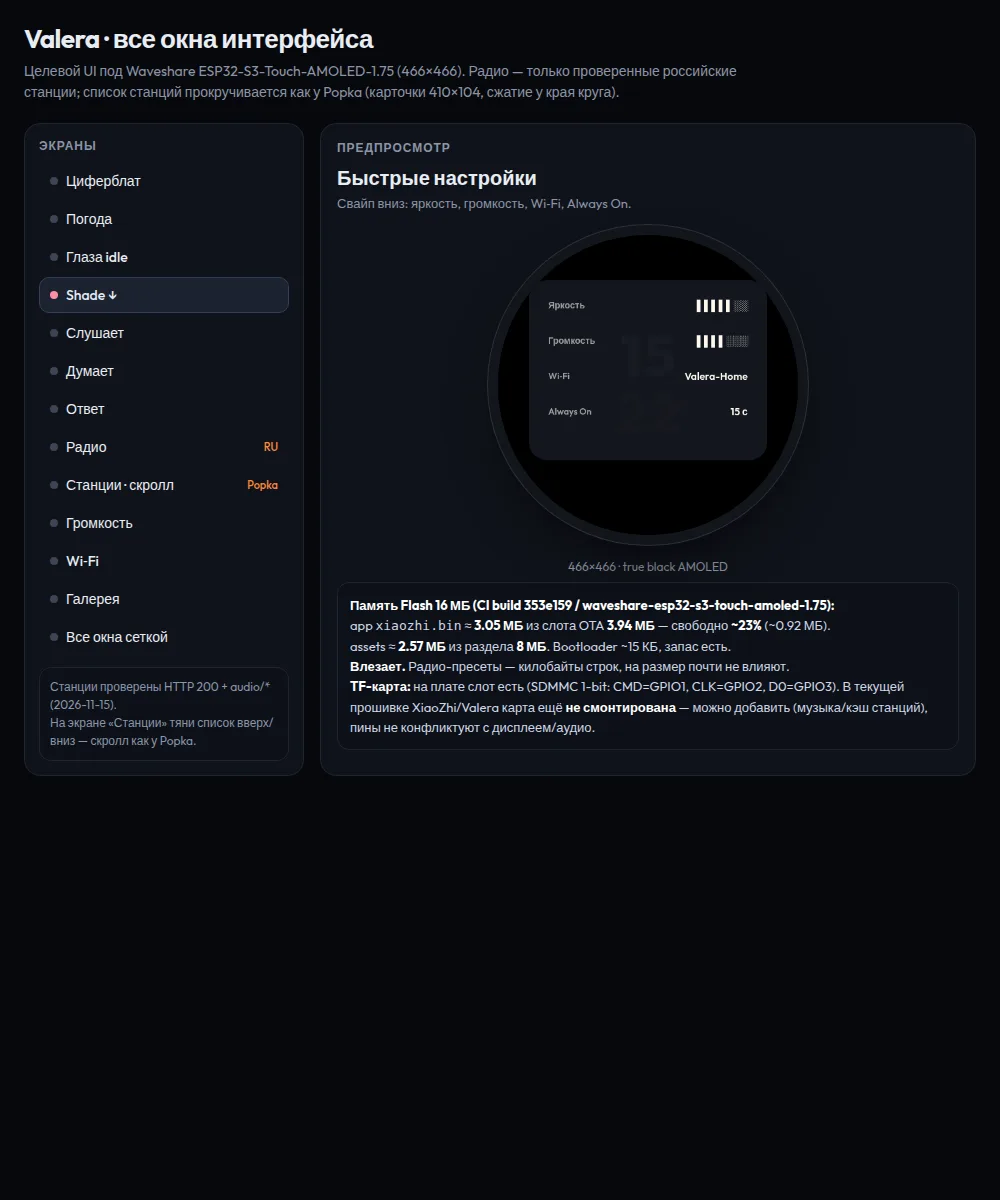 Valera · все окна интерфейса
Целевой UI под Waveshare ESP32-S3-Touch-AMOLED-1.75 (466×466). Радио — только проверенные российские
станции; список станций прокручивается как у Popka (карточки 410×104, сжатие у края круга).
ЭКРАНЫ
Циферблат
Погода
Глаза idle
Shade ↓
Слушает
Думает
Ответ
Радио RU
Станции · скролл Popka
Громкость
Wi-Fi
Галерея
Все окна сеткой
Станции проверены HTTP 200 + audio/*
(2026-11-15).
На экране «Станции» тяни список вверх/
вниз — скролл как у Popka.
ПРЕДПРОСМОТР
Быстрые настройки
Свайп вниз: яркость, громкость, Wi-Fi, Always On.
Яркость ▌▌▌▌▌░░
Громкость ▌▌▌▌░░░
15
Wi-Fi Valera-Home
Always On 15 с
466×466 · true black AMOLED
Память Flash 16 МБ (CI build 353e159 / waveshare-esp32-s3-touch-amoled-1.75):
app xiaozhi.bin ≈ 3.05 МБ из слота OTA 3.94 МБ — свободно ~23% (~0.92 МБ).
assets ≈ 2.57 МБ из раздела 8 МБ. Bootloader ~15 КБ, запас есть.
Влезает. Радио-пресеты — килобайты строк, на размер почти не влияют.
TF-карта: на плате слот есть (SDMMC 1-bit: CMD=GPIO1, CLK=GPIO2, D0=GPIO3). В текущей
прошивке XiaoZhi/Valera карта ещё не смонтирована — можно добавить (музыка/кэш станций),
пины не конфликтуют с дисплеем/аудио.